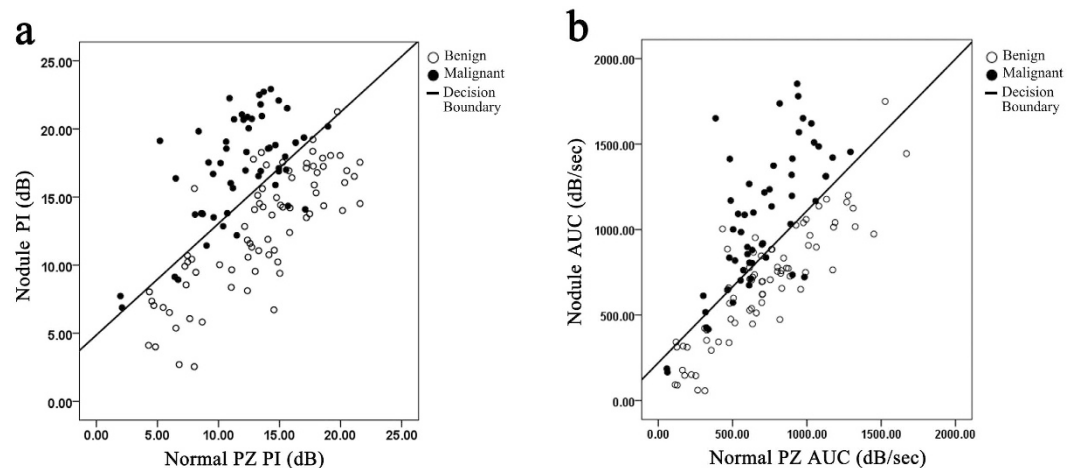 a
25.00
20.00
15.00
10.00
5.00
0.00
0.00 5.00 10.00 15.00 20.00 25.00
Nodule PI (dB)
Normal PZ PI (dB)
Benign
Malignant
Decision
Boundary
b
2000.00
1500.00
1000.00
500.00
0.00
0.00 500.00 1000.00 1500.00 2000.00
Nodule AUC (dB/sec)
Normal PZ AUC (dB/sec)
Benign
Malignant
Decision
Boundary